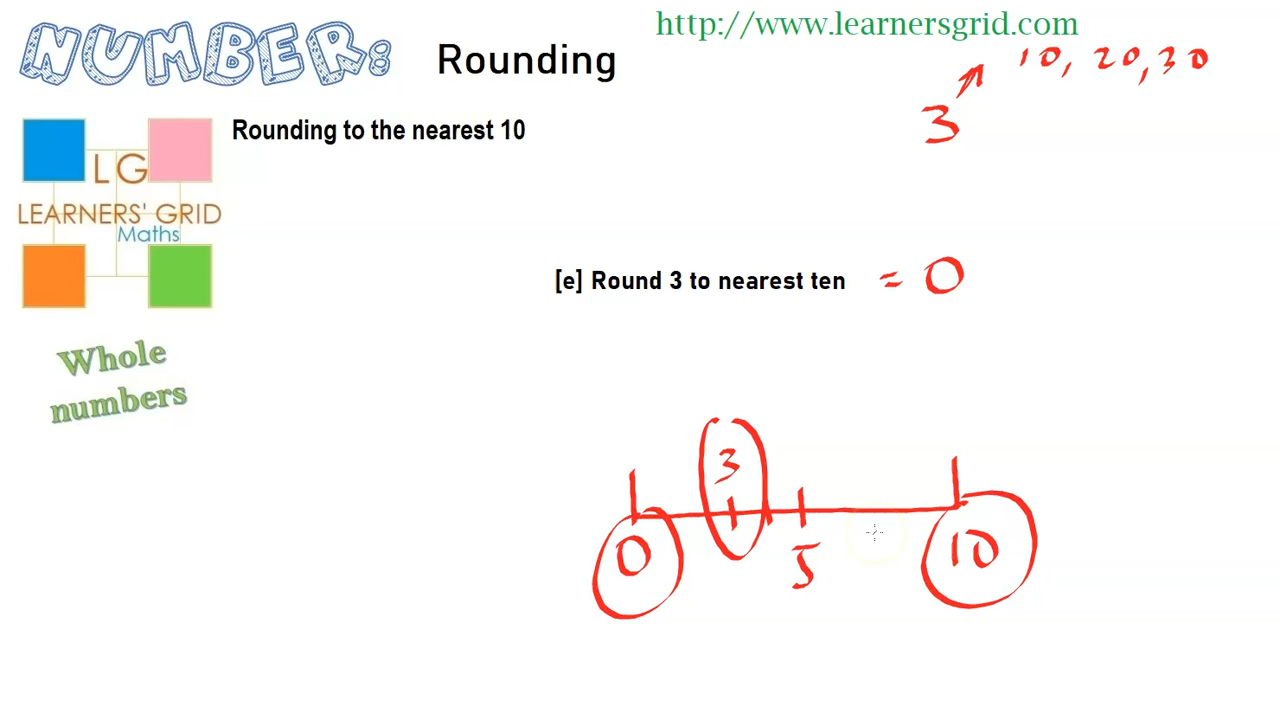 http://www.learnersgrid.com
NUMBER:
Rounding
10, 20, 30
3
Rounding to the nearest 10
LG
LEARNERS' GRID
Maths
[e] Round 3 to nearest ten = 0
Whole
numbers
3
0 5 10